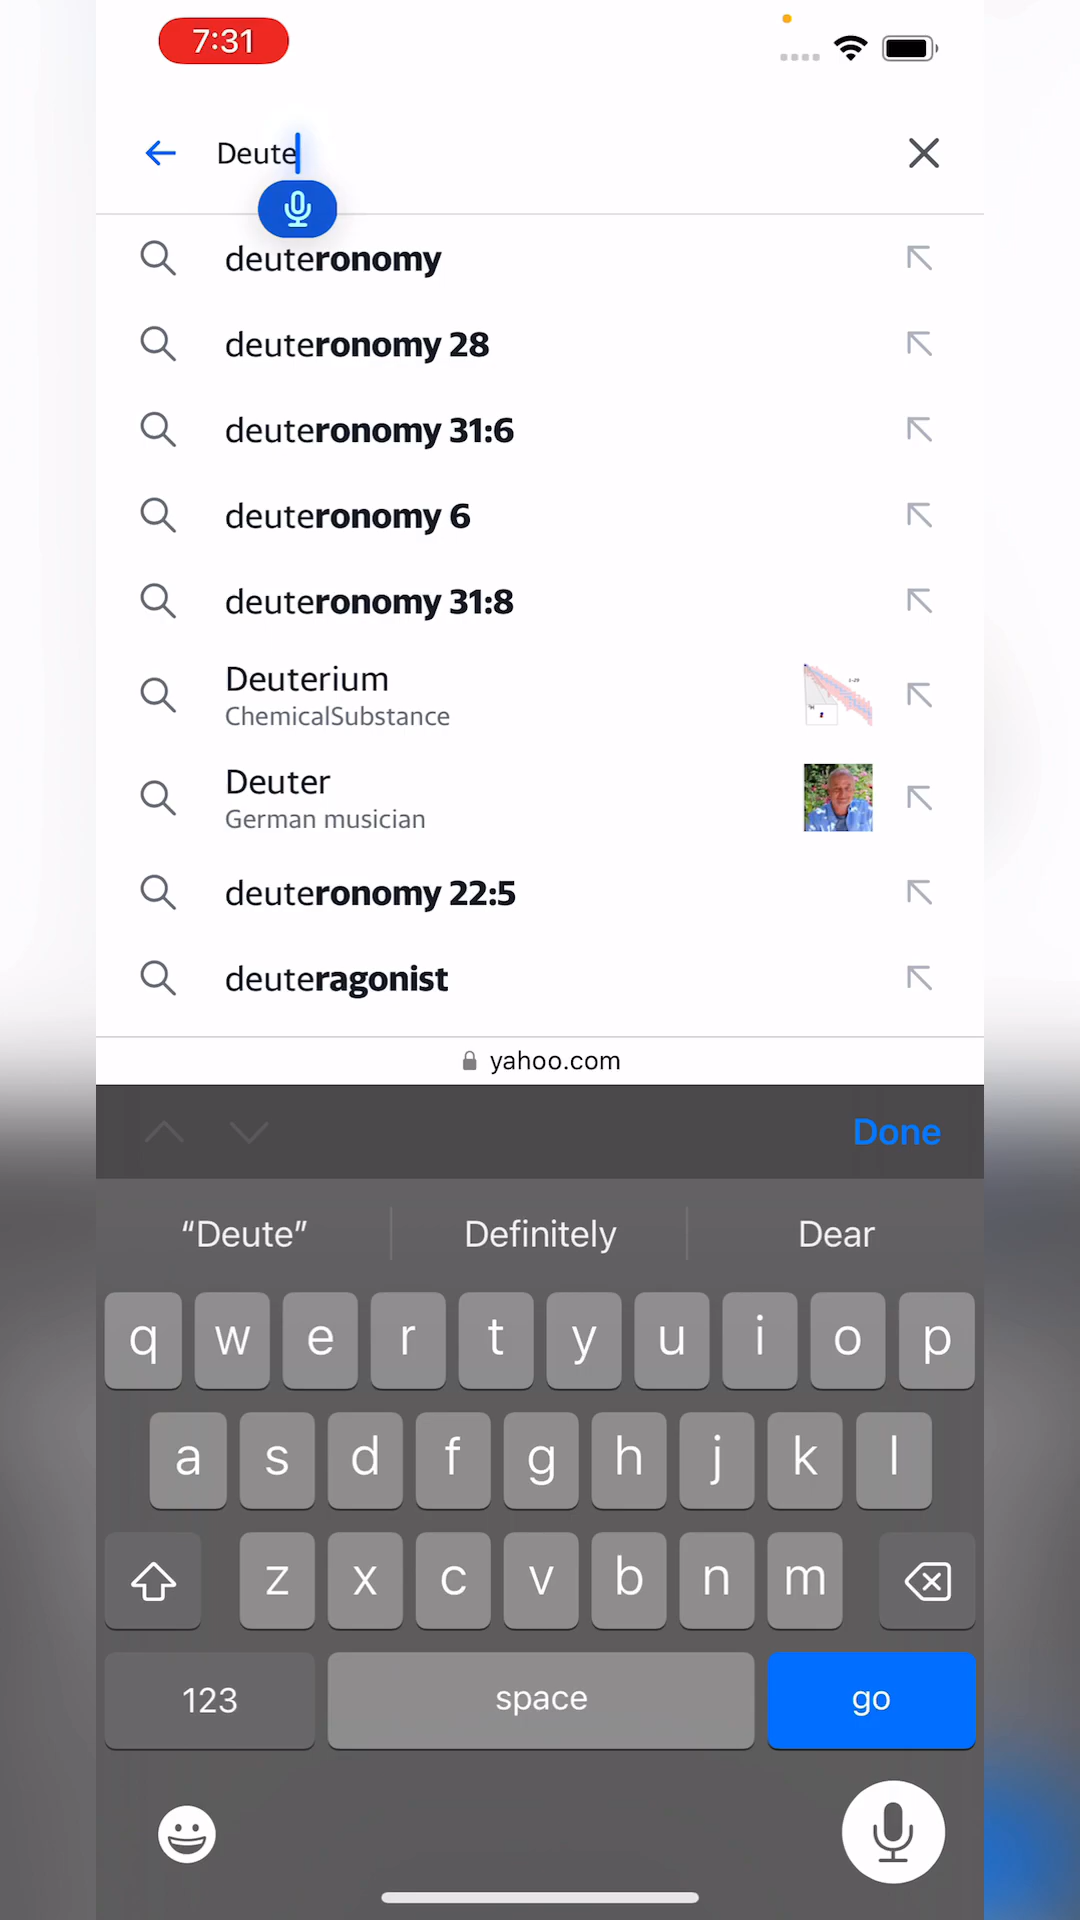 7:31
Deute
deuteronomy
deuteronomy 28
deuteronomy 31:6
deuteronomy 6
deuteronomy 31:8
Deuterium
ChemicalSubstance
Deuter
German musician
deuteronomy 22:5
deuteragonist
yahoo.com
Done
“Deute” Definitely Dear
q w e r t y u i o p
a s d f g h j k l
z x c v b n m
123 space go